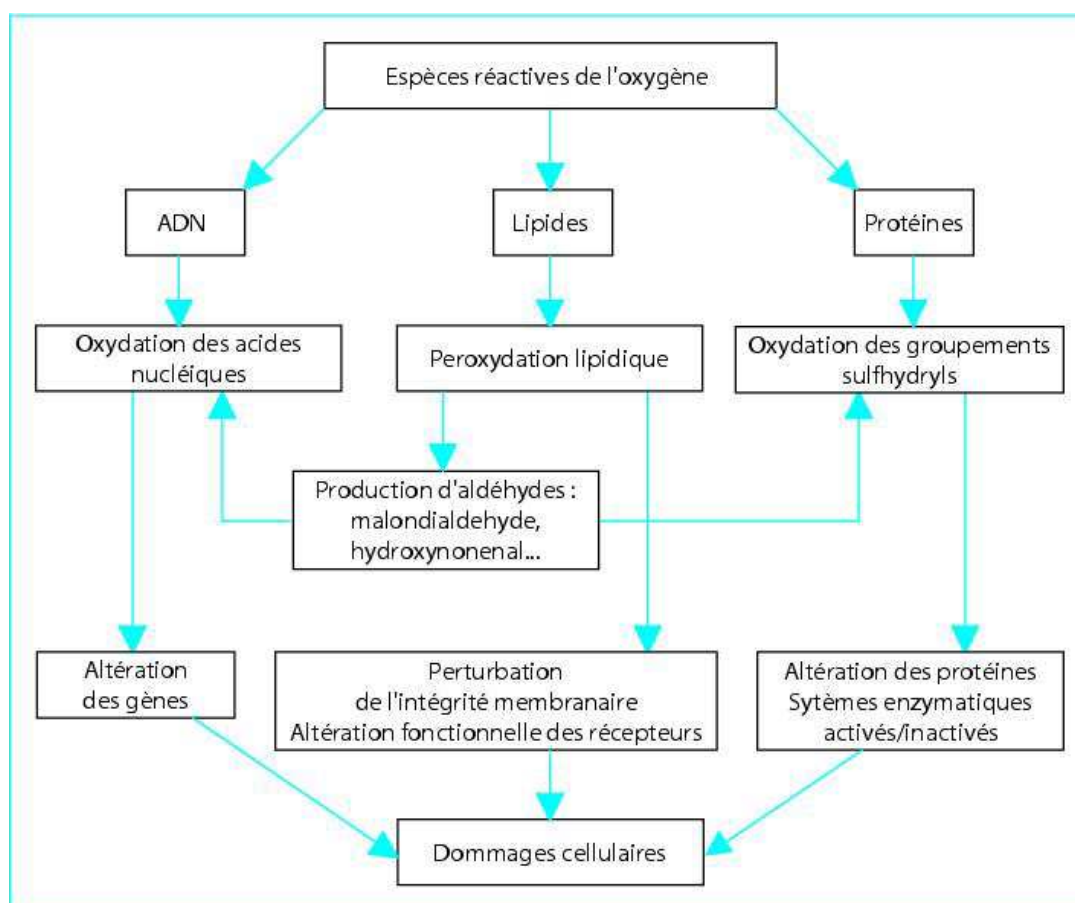 Espèces réactives de l'oxygène
ADN
Lipides
Protéines
Oxydation des acides
nucléiques
Peroxydation lipidique
Oxydation des groupements
sulfhydryls
Production d'aldéhydes :
malondialdehyde,
hydroxynonenal...
Altération
des gènes
Perturbation
de l'intégrité membranaire
Altération fonctionnelle des récepteurs
Altération des protéines
Sytèmes enzymatiques
activés/inactivés
Dommages cellulaires